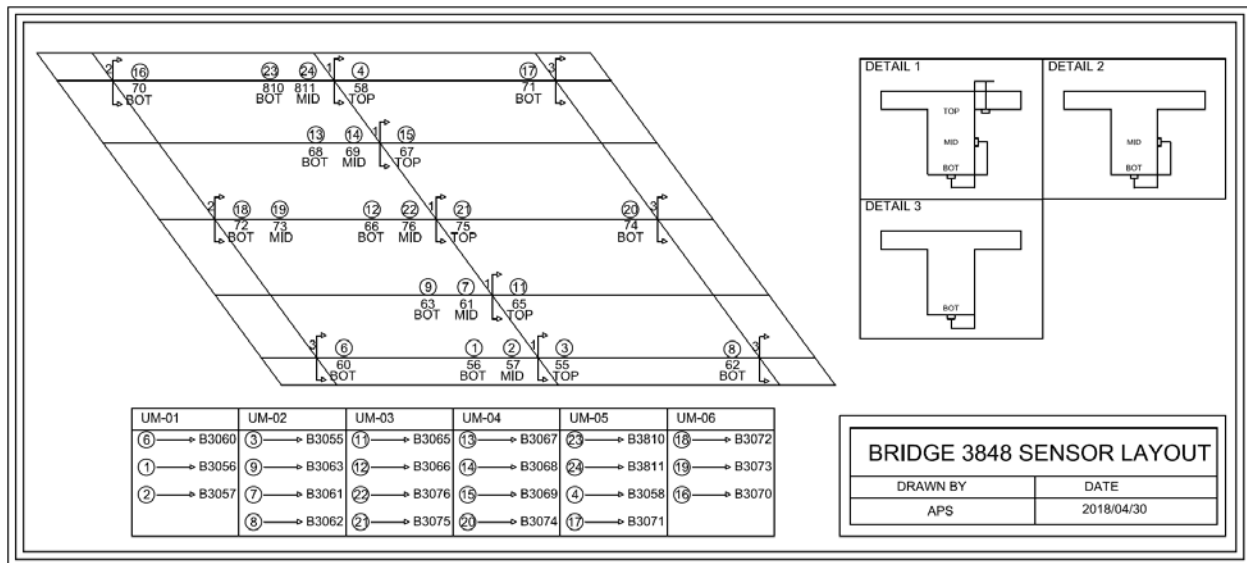 2 1 3
16 23 24 4 17
70 810 811 58 71
BOT BOT MID TOP BOT
1
13 14 15
68 69 67
BOT MID TOP
2 1 3
18 19 12 22 21 20
72 73 66 76 75 74
BOT MID BOT MID TOP BOT
1
9 7 11
63 61 65
BOT MID TOP
3 1 3
6 1 2 3 8
60 56 57 55 62
BOT BOT MID TOP BOT
DETAIL 1
TOP
MID
BOT
DETAIL 2
MID
BOT
DETAIL 3
BOT
UM-01 UM-02 UM-03 UM-04 UM-05 UM-06
6 B3060 3 B3055 11 B3065 13 B3067 23 B3810 18 B3072
1 B3056 9 B3063 12 B3066 14 B3068 24 B3811 19 B3073
2 B3057 7 B3061 22 B3076 15 B3069 4 B3058 16 B3070
8 B3062 21 B3075 20 B3074 17 B3071
BRIDGE 3848 SENSOR LAYOUT
DRAWN BY DATE
APS 2018/04/30